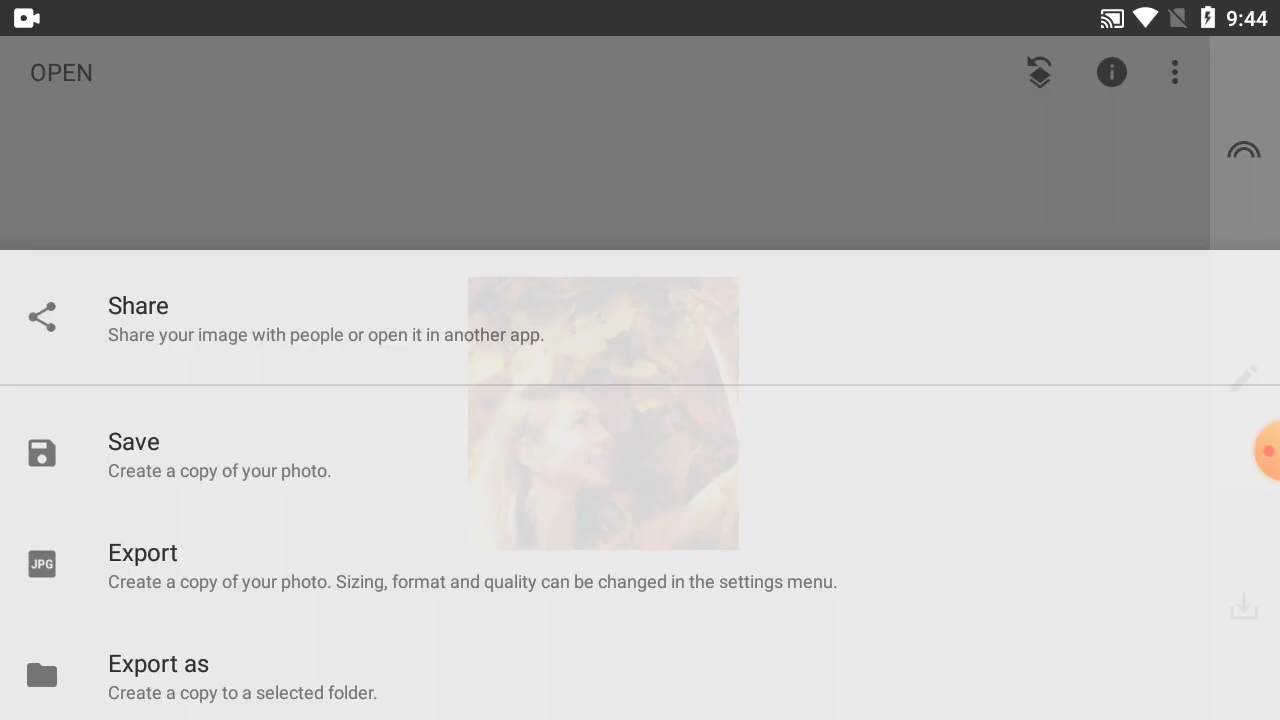 9:44
OPEN
Share
Share your image with people or open it in another app.
Save
Create a copy of your photo.
JPG
Export
Create a copy of your photo. Sizing, format and quality can be changed in the settings menu.
Export as
Create a copy to a selected folder.